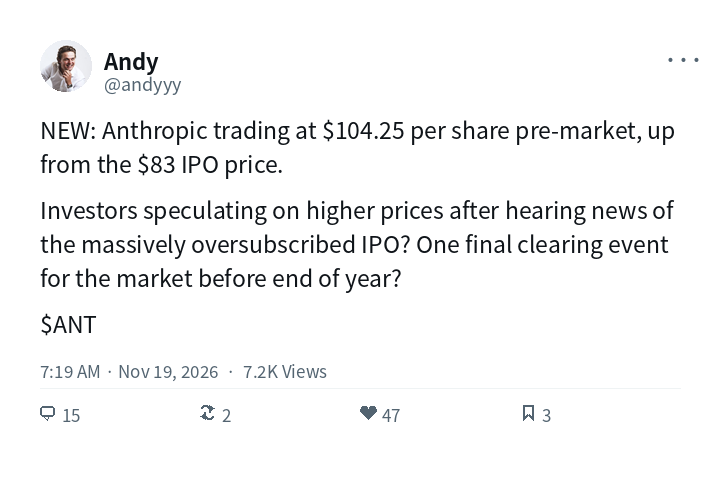 Andy
@andyyy
NEW: Anthropic trading at $104.25 per share pre-market, up
from the $83 IPO price.
Investors speculating on higher prices after hearing news of
the massively oversubscribed IPO? One final clearing event
for the market before end of year?
$ANT
7:19 AM · Nov 19, 2026 · 7.2K Views
15 2 47 3